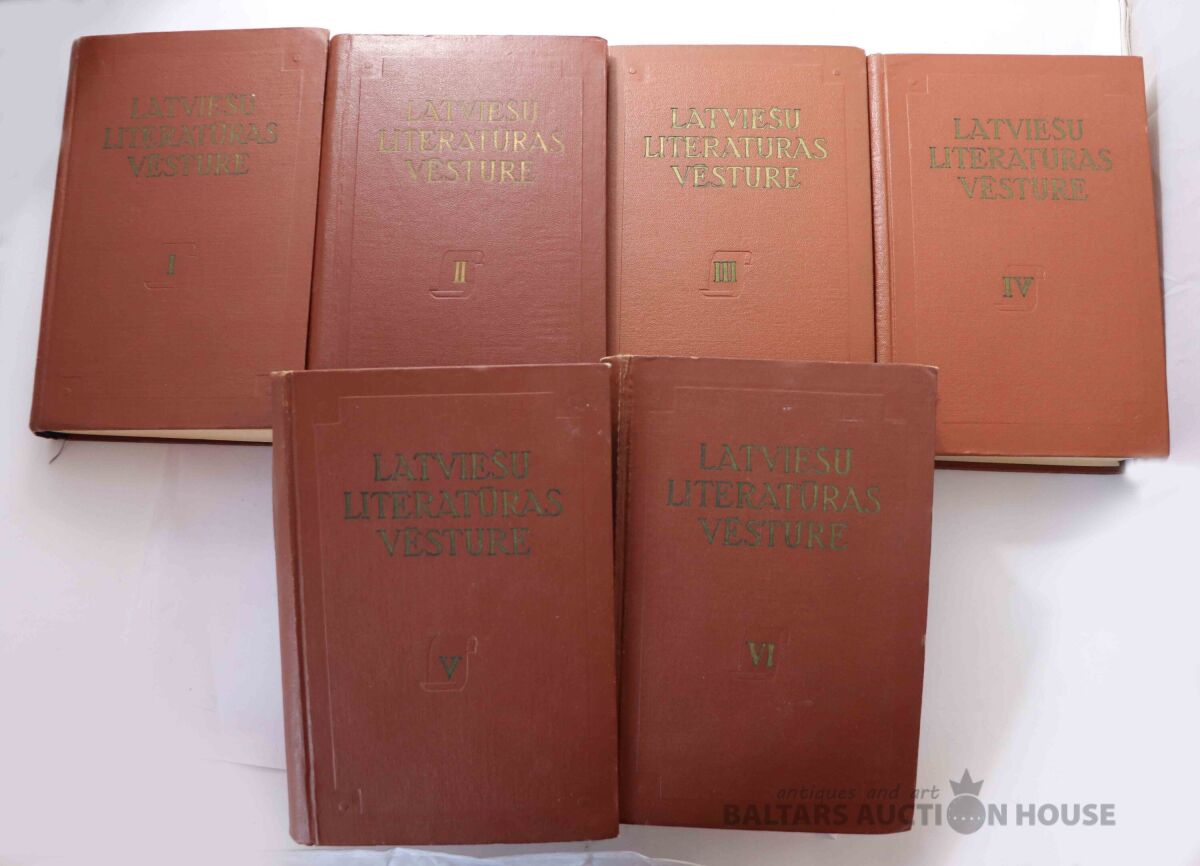 LATVIEŠU
LITERATŪRAS
VĒSTURE
I
LATVIEŠU
LITERATŪRAS
VĒSTURE
II
LATVIEŠU
LITERATŪRAS
VĒSTURE
III
LATVIEŠU
LITERATŪRAS
VĒSTURE
IV
LATVIEŠU
LITERATŪRAS
VĒSTURE
V
LATVIEŠU
LITERATŪRAS
VĒSTURE
VI
antiques and art
BALTARS AUCTION HOUSE